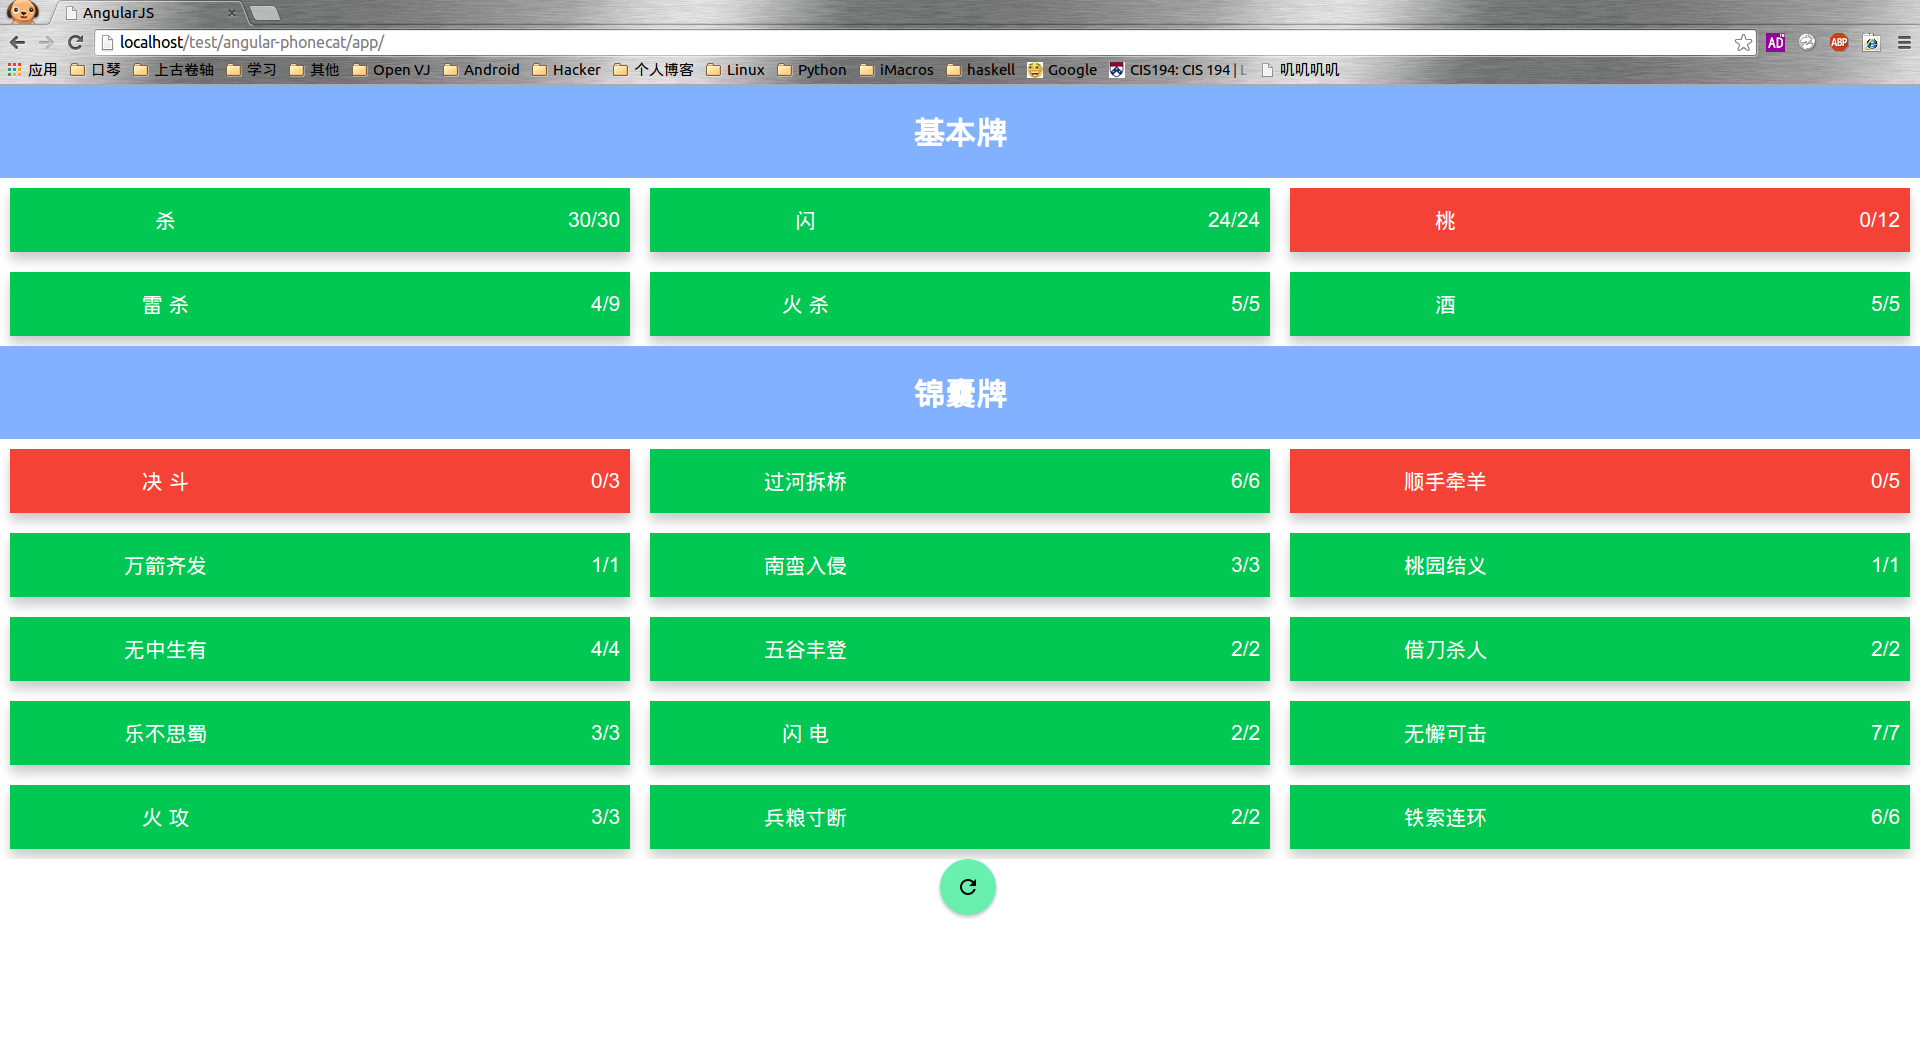 AngularJS
localhost/test/angular-phonecat/app/
应用 口琴 上古卷轴 学习 其他 Open VJ Android Hacker 个人博客 Linux Python iMacros haskell Google CIS194: CIS 194 | L 叽叽叽叽
基本牌
杀 30/30 闪 24/24 桃 0/12
雷 杀 4/9 火 杀 5/5 酒 5/5
锦囊牌
决 斗 0/3 过河拆桥 6/6 顺手牵羊 0/5
万箭齐发 1/1 南蛮入侵 3/3 桃园结义 1/1
无中生有 4/4 五谷丰登 2/2 借刀杀人 2/2
乐不思蜀 3/3 闪 电 2/2 无懈可击 7/7
火 攻 3/3 兵粮寸断 2/2 铁索连环 6/6